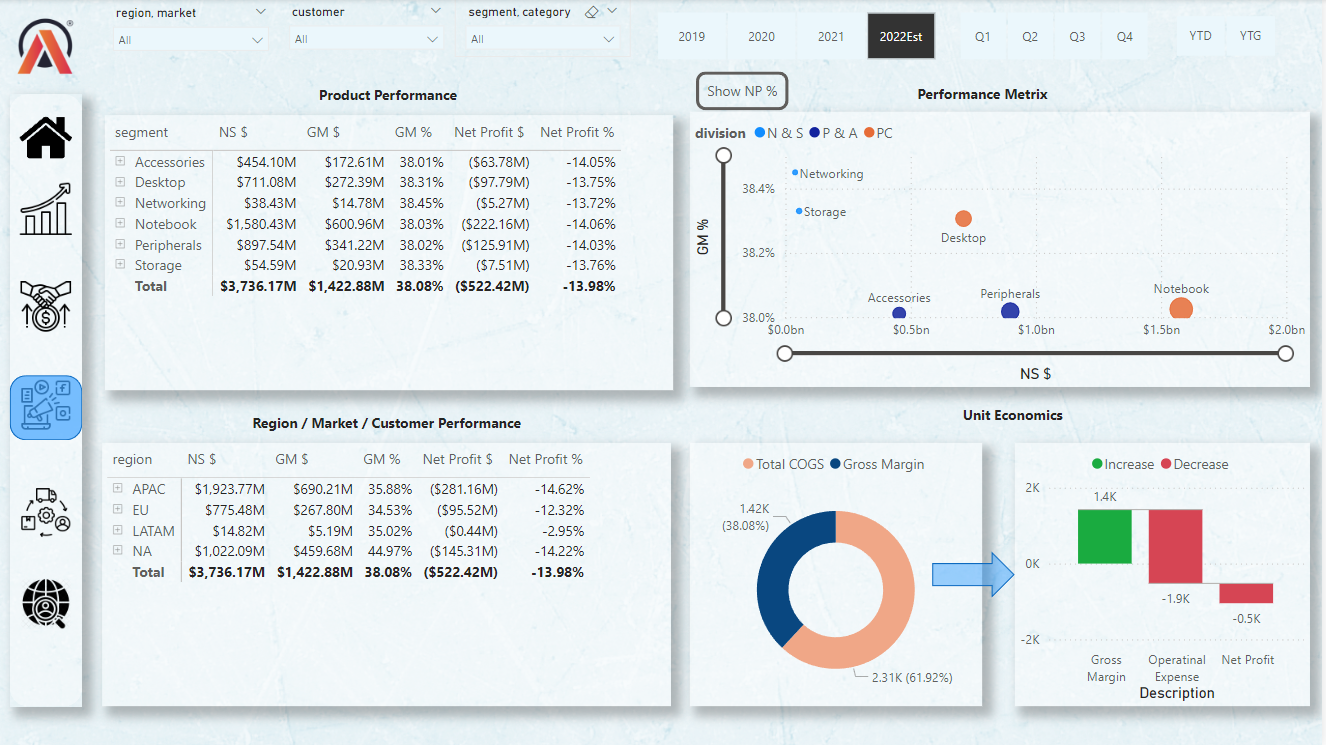 region, market
customer
segment, category
All
All
All
2019
2020
2021
2022Est
Q1
Q2
Q3
Q4
YTD
YTG
Product Performance
segment NS $ GM $ GM % Net Profit $ Net Profit %
Accessories $454.10M $172.61M 38.01% ($63.78M) -14.05%
Desktop $711.08M $272.39M 38.31% ($97.79M) -13.75%
Networking $38.43M $14.78M 38.45% ($5.27M) -13.72%
Notebook $1,580.43M $600.96M 38.03% ($222.16M) -14.06%
Peripherals $897.54M $341.22M 38.02% ($125.91M) -14.03%
Storage $54.59M $20.93M 38.33% ($7.51M) -13.76%
Total $3,736.17M $1,422.88M 38.08% ($522.42M) -13.98%
Show NP %
Performance Metrix
division N & S P & A PC
GM %
38.4%
38.2%
38.0%
Networking
Storage
Desktop
Accessories
Peripherals
Notebook
$0.0bn $0.5bn $1.0bn $1.5bn $2.0bn
NS $
Region / Market / Customer Performance
region NS $ GM $ GM % Net Profit $ Net Profit %
APAC $1,923.77M $690.21M 35.88% ($281.16M) -14.62%
EU $775.48M $267.80M 34.53% ($95.52M) -12.32%
LATAM $14.82M $5.19M 35.02% ($0.44M) -2.95%
NA $1,022.09M $459.68M 44.97% ($145.31M) -14.22%
Total $3,736.17M $1,422.88M 38.08% ($522.42M) -13.98%
Unit Economics
Total COGS Gross Margin
1.42K
(38.08%)
2.31K (61.92%)
Increase Decrease
2K
0K
-2K
1.4K
-1.9K
-0.5K
Gross
Margin
Operatinal
Expense
Net Profit
Description